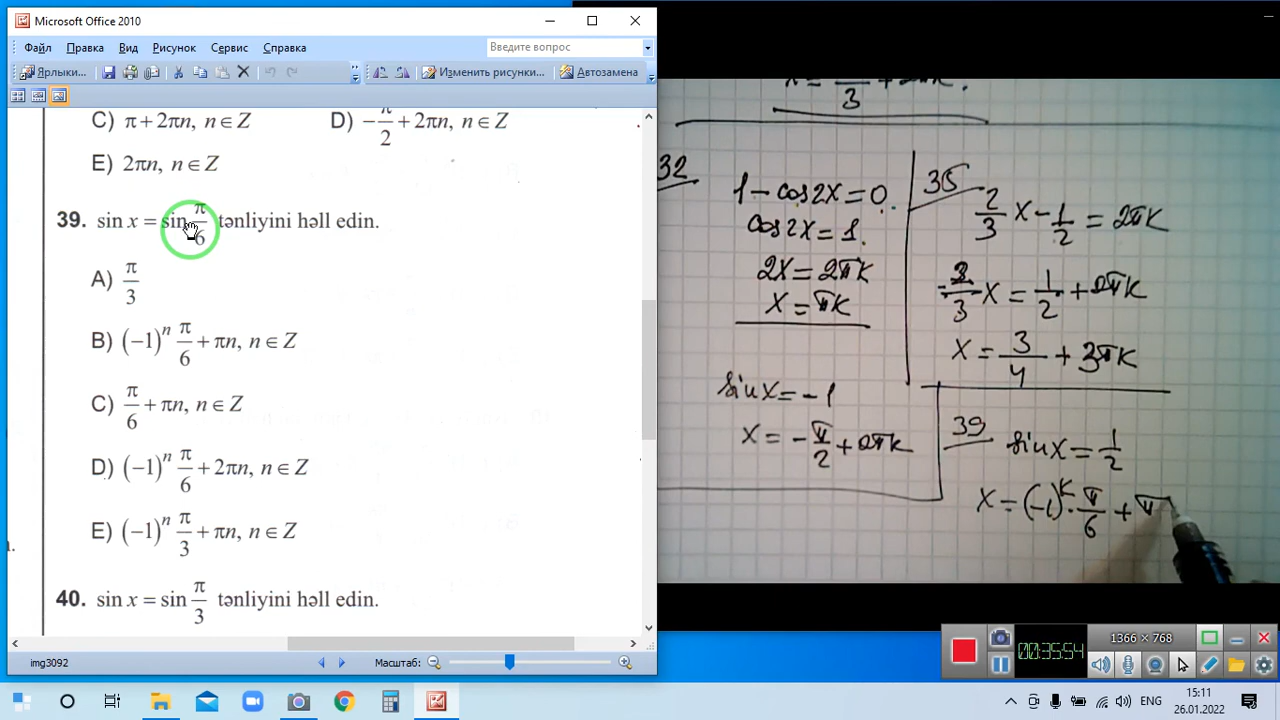 Microsoft Office 2010
Файл Правка Вид Рисунок Сервис Справка
Введите вопрос
Ярлыки... Изменить рисунки... Автозамена
C) π + 2πn, n ∈ Z D) -π/2 + 2πn, n ∈ Z
E) 2πn, n ∈ Z
39. sin x = sin π/6 tənliyini həll edin.
A) π/3
B) (-1)^n π/6 + πn, n ∈ Z
C) π/6 + πn, n ∈ Z
D) (-1)^n π/6 + 2πn, n ∈ Z
E) (-1)^n π/3 + πn, n ∈ Z
40. sin x = sin π/3 tənliyini həll edin.
img3092 Масштаб:
32
1 - cos2x = 0.
cos2x = 1.
2x = 2πk
x = πk
sinx = -1
x = -π/2 + 2πk
35
2/3 x - 1/2 = 2πk
2/3 x = 1/2 + 2πk
x = 3/4 + 3πk
39
sinx = 1/2
x = (-1)^k · π/6 + π
1366 × 768
00:35:54
ENG
15:11
26.01.2022